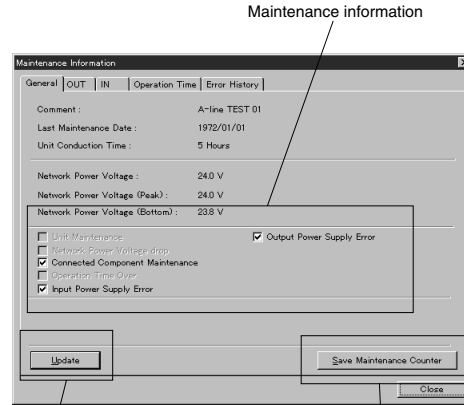 Maintenance information
Maintenance Information
General OUT IN Operation Time Error History
Comment : A-line TEST 01
Last Maintenance Date : 1972/01/01
Unit Conduction Time : 5 Hours
Network Power Voltage : 24.0 V
Network Power Voltage (Peak) : 24.0 V
Network Power Voltage (Bottom) : 23.8 V
Unit Maintenance Output Power Supply Error
Network Power Voltage drop
Connected Component Maintenance
Operation Time Over
Input Power Supply Error
Update Save Maintenance Counter
Close